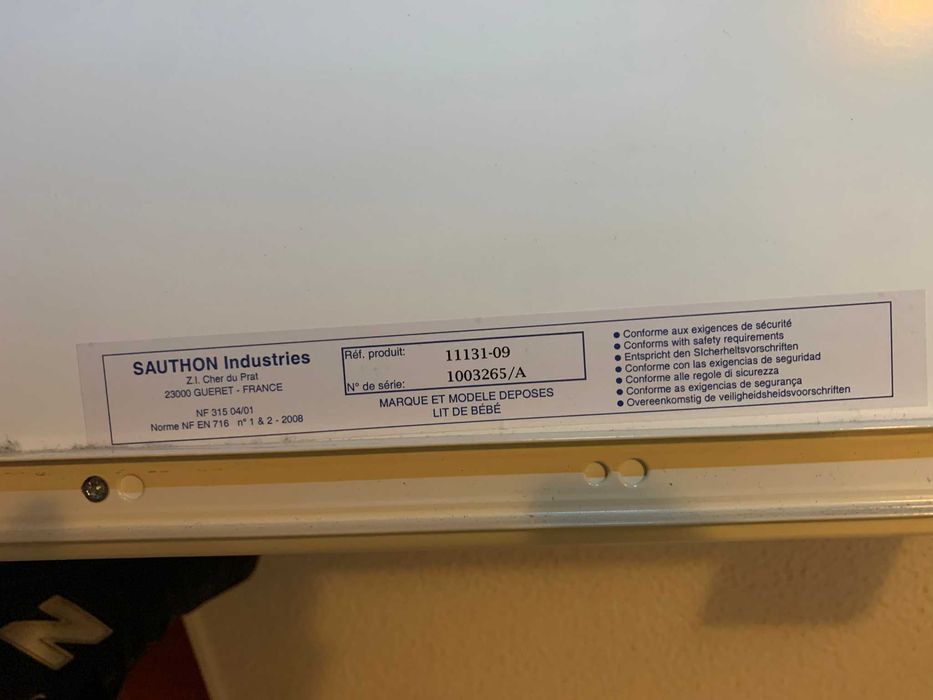 SAUTHON Industries
Z.I. Cher du Prat
23000 GUERET - FRANCE
NF 315 04/01
Norme NF EN 716 n° 1 & 2 - 2008
Réf. produit: 11131-09
N° de série: 1003265/A
MARQUE ET MODELE DEPOSES
LIT DE BÉBÉ
● Conforme aux exigences de sécurité
● Conforms with safety requirements
● Entspricht den SIcherheitsvorschriften
● Conforme con las exigencias de seguridad
● Conforme alle regole di sicurezza
● Conforme as exigencias de segurança
● Overeenkomstig de veiligheidsheidsvoorschriften
N